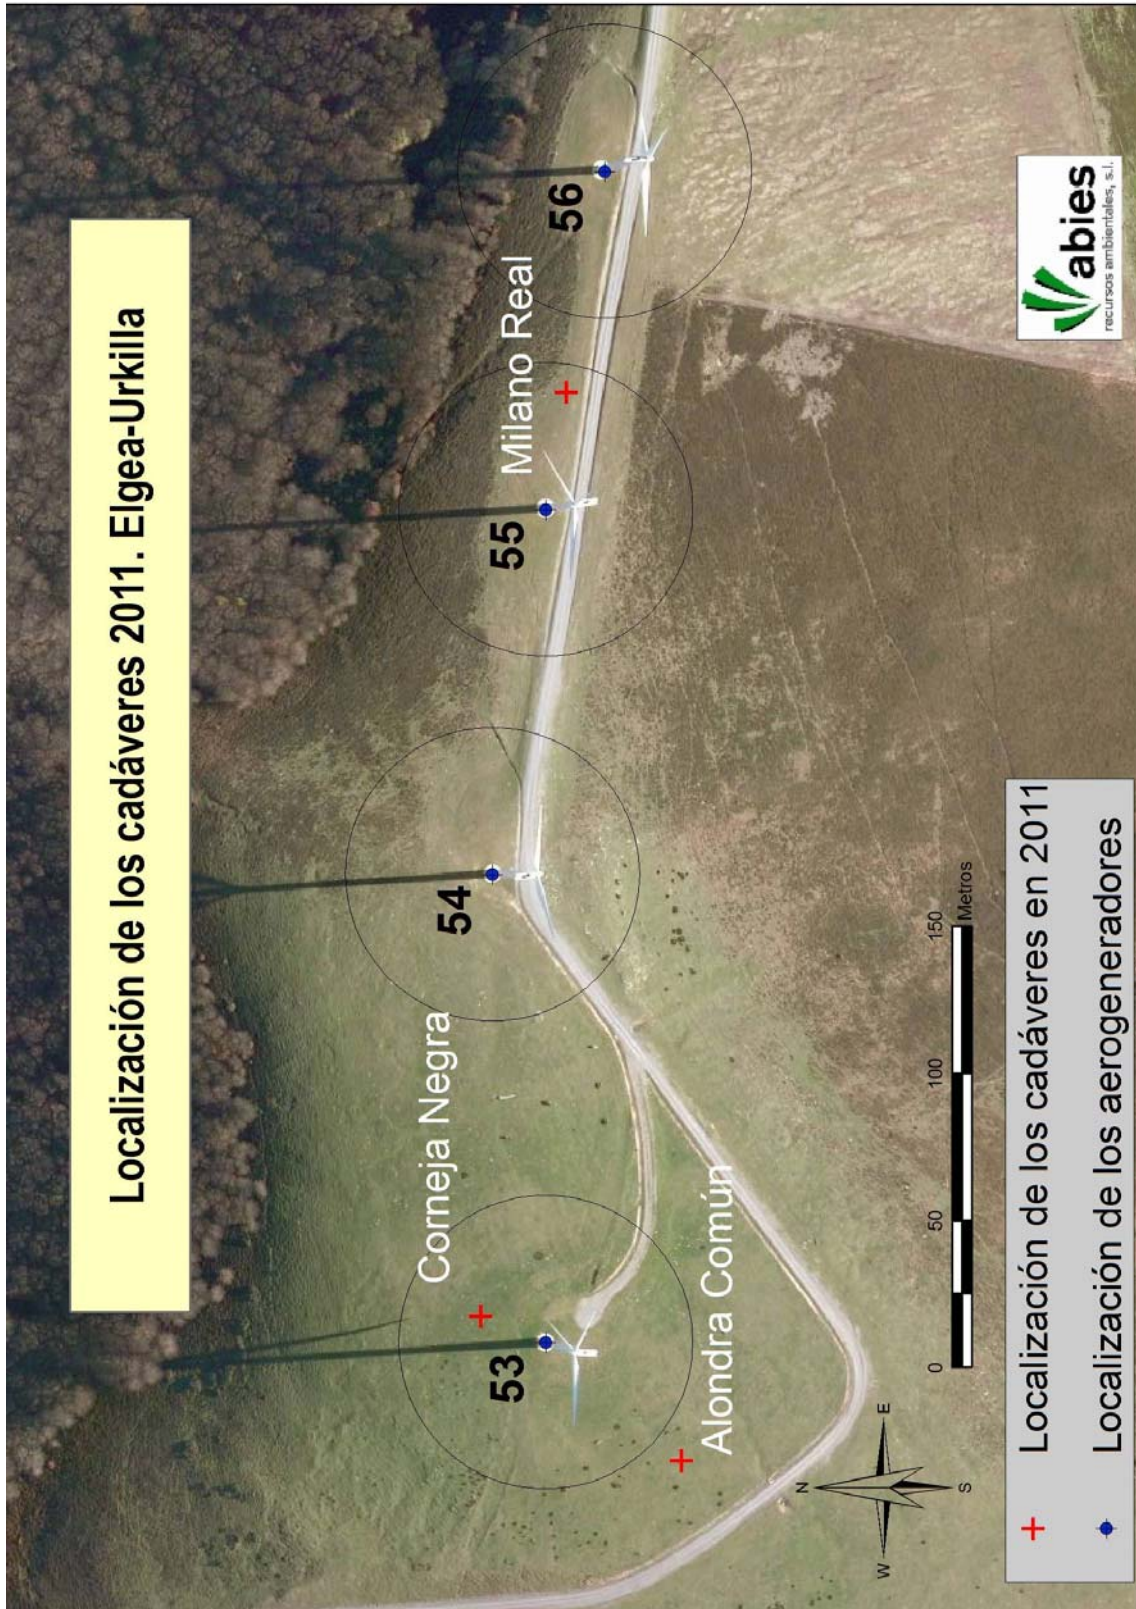 Localización de los cadáveres 2011. Elgea-Urkilla
56
Milano Real
55
54
Corneja Negra
53
Alondra Común
abies
recursos ambientales, s.l.
N
W
E
S
0
50
100
150
Metros
Localización de los cadáveres en 2011
Localización de los aerogeneradores